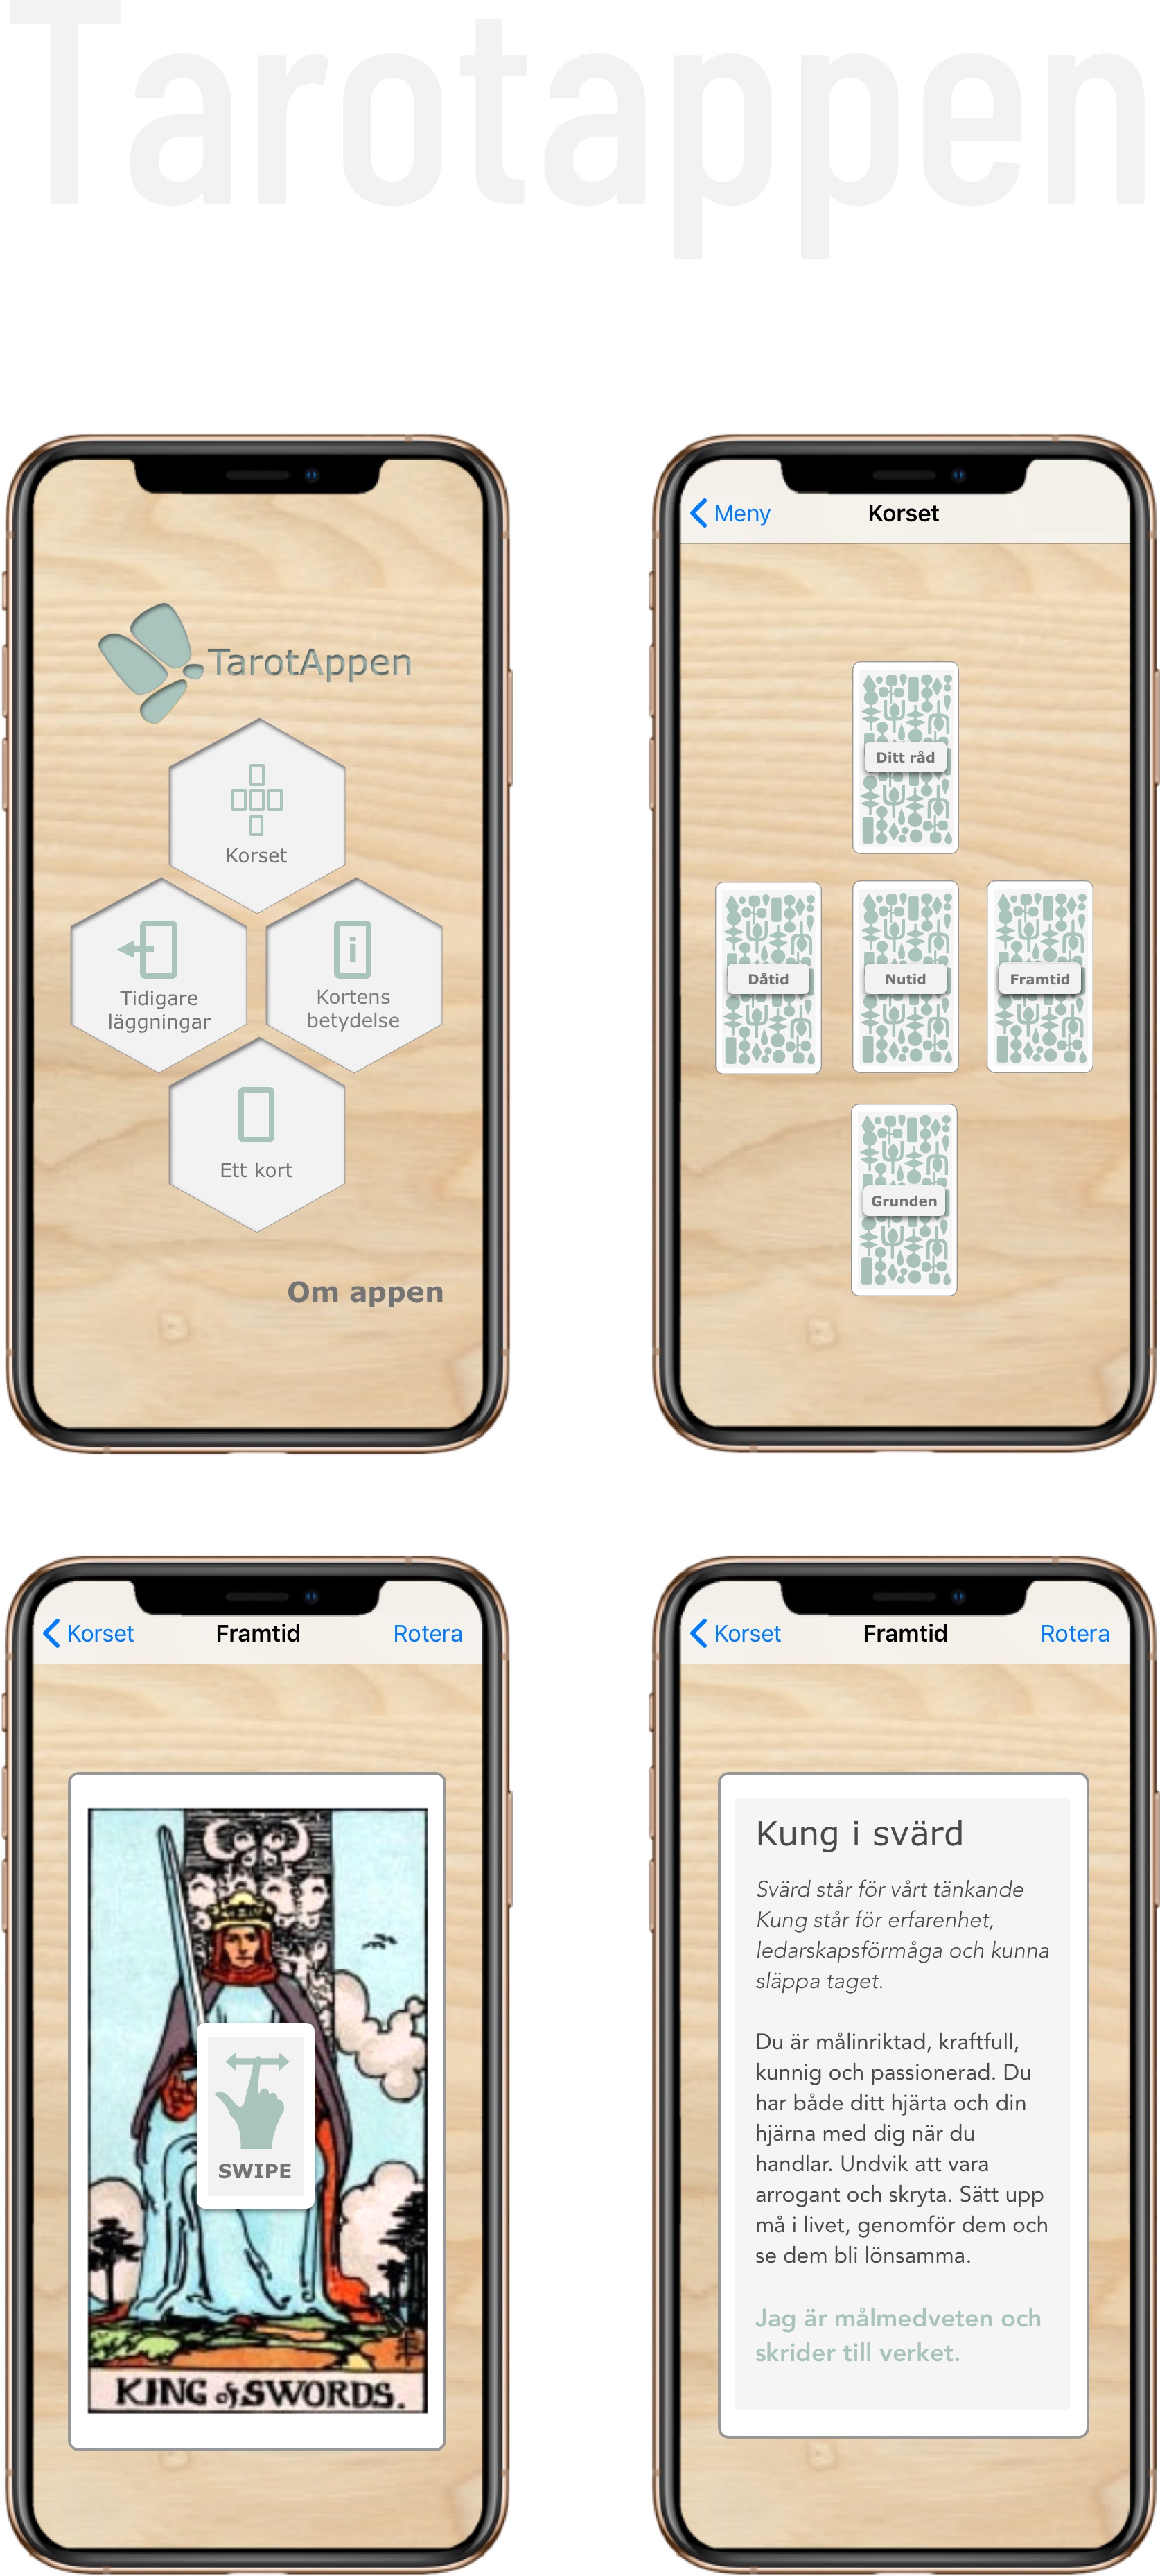 Tarotappen
TarotAppen
Korset
Tidigare
läggningar
Kortens
betydelse
i
Ett kort
Om appen
Meny
Korset
Ditt råd
Dåtid
Nutid
Framtid
Grunden
Korset
Framtid
Rotera
KING of SWORDS.
SWIPE
Korset
Framtid
Rotera
Kung i svärd
Svärd står för vårt tänkande
Kung står för erfarenhet,
ledarskapsförmåga och kunna
släppa taget.
Du är målinriktad, kraftfull,
kunnig och passionerad. Du
har både ditt hjärta och din
hjärna med dig när du
handlar. Undvik att vara
arrogant och skryta. Sätt upp
må i livet, genomför dem och
se dem bli lönsamma.
Jag är målmedveten och
skrider till verket.